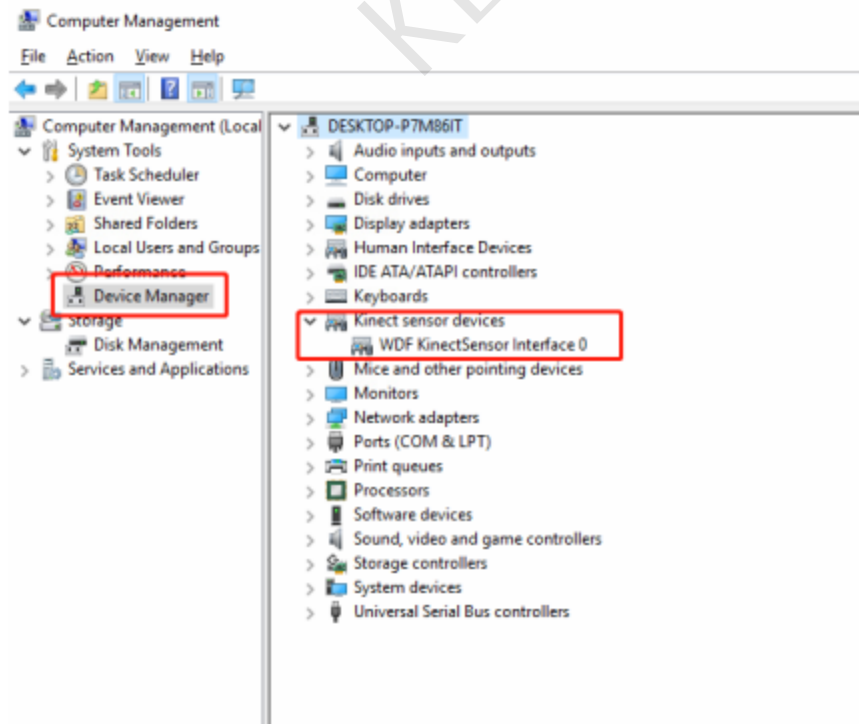 Computer Management
File Action View Help
Computer Management (Local
System Tools
Task Scheduler
Event Viewer
Shared Folders
Local Users and Groups
Performance
Device Manager
Storage
Disk Management
Services and Applications
DESKTOP-P7M86IT
Audio inputs and outputs
Computer
Disk drives
Display adapters
Human Interface Devices
IDE ATA/ATAPI controllers
Keyboards
Kinect sensor devices
WDF KinectSensor Interface 0
Mice and other pointing devices
Monitors
Network adapters
Ports (COM & LPT)
Print queues
Processors
Software devices
Sound, video and game controllers
Storage controllers
System devices
Universal Serial Bus controllers